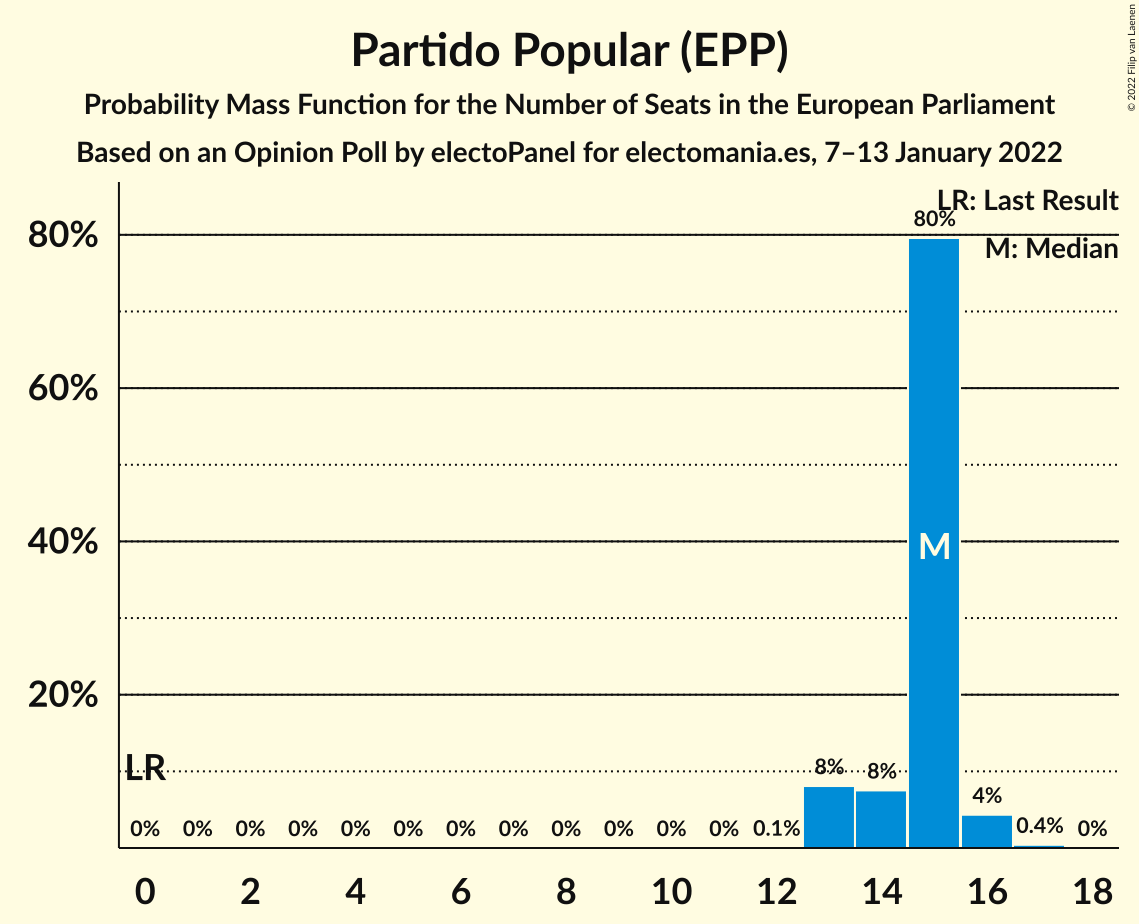 Partido Popular (EPP)
Probability Mass Function for the Number of Seats in the European Parliament
Based on an Opinion Poll by electoPanel for electomania.es, 7–13 January 2022
© 2022 Filip van Laenen
LR: Last Result
M: Median
80%
60%
40%
20%
LR
M
0% 0% 0% 0% 0% 0% 0% 0% 0% 0% 0% 0% 0.1% 8% 8% 80% 4% 0.4% 0%
0 2 4 6 8 10 12 14 16 18